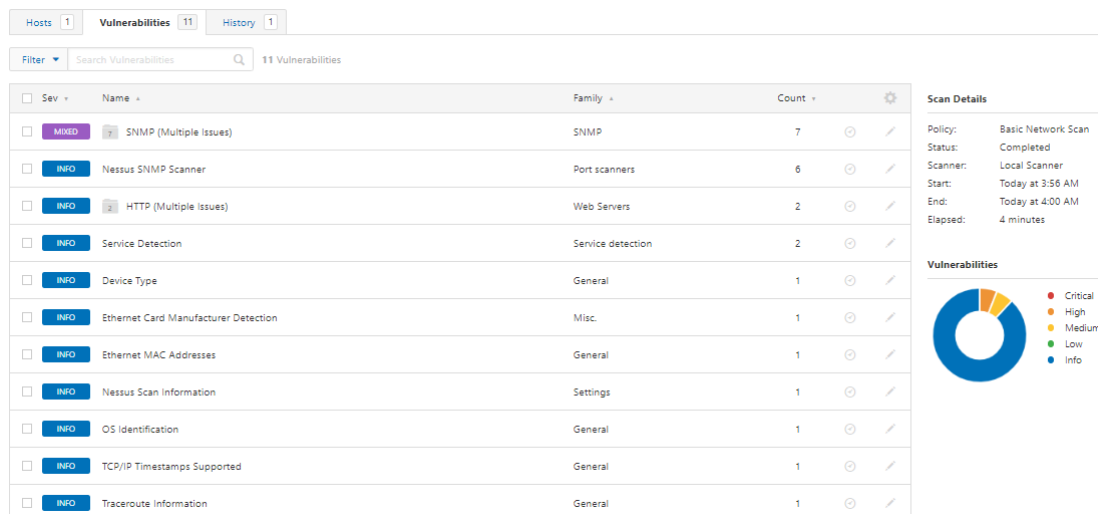 Hosts 1 Vulnerabilities 11 History 1
Filter Search Vulnerabilities 11 Vulnerabilities
Sev Name Family Count
MIXED 7 SNMP (Multiple Issues) SNMP 7
INFO Nessus SNMP Scanner Port scanners 6
INFO 2 HTTP (Multiple Issues) Web Servers 2
INFO Service Detection Service detection 2
INFO Device Type General 1
INFO Ethernet Card Manufacturer Detection Misc. 1
INFO Ethernet MAC Addresses General 1
INFO Nessus Scan Information Settings 1
INFO OS Identification General 1
INFO TCP/IP Timestamps Supported General 1
INFO Traceroute Information General 1
Scan Details
Policy: Basic Network Scan
Status: Completed
Scanner: Local Scanner
Start: Today at 3:56 AM
End: Today at 4:00 AM
Elapsed: 4 minutes
Vulnerabilities
Critical
High
Medium
Low
Info